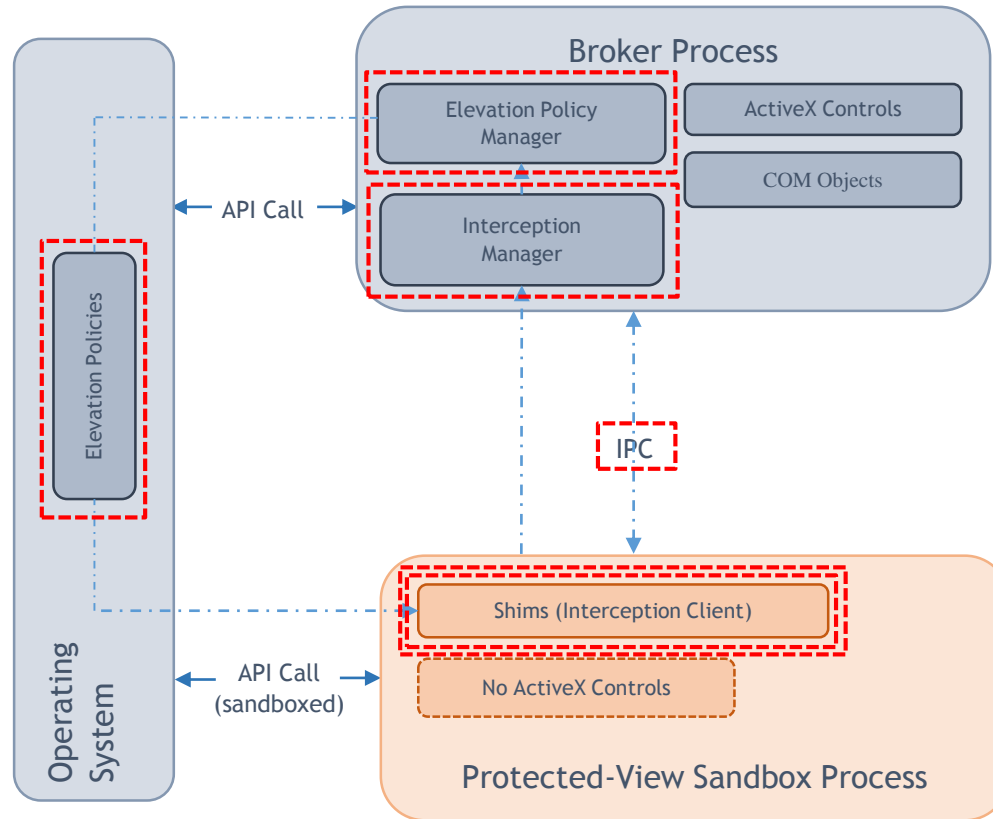 Broker Process
Elevation Policy
Manager
ActiveX Controls
COM Objects
Interception
Manager
API Call
Elevation Policies
IPC
Shims (Interception Client)
No ActiveX Controls
API Call
(sandboxed)
Operating
System
Protected-View Sandbox Process